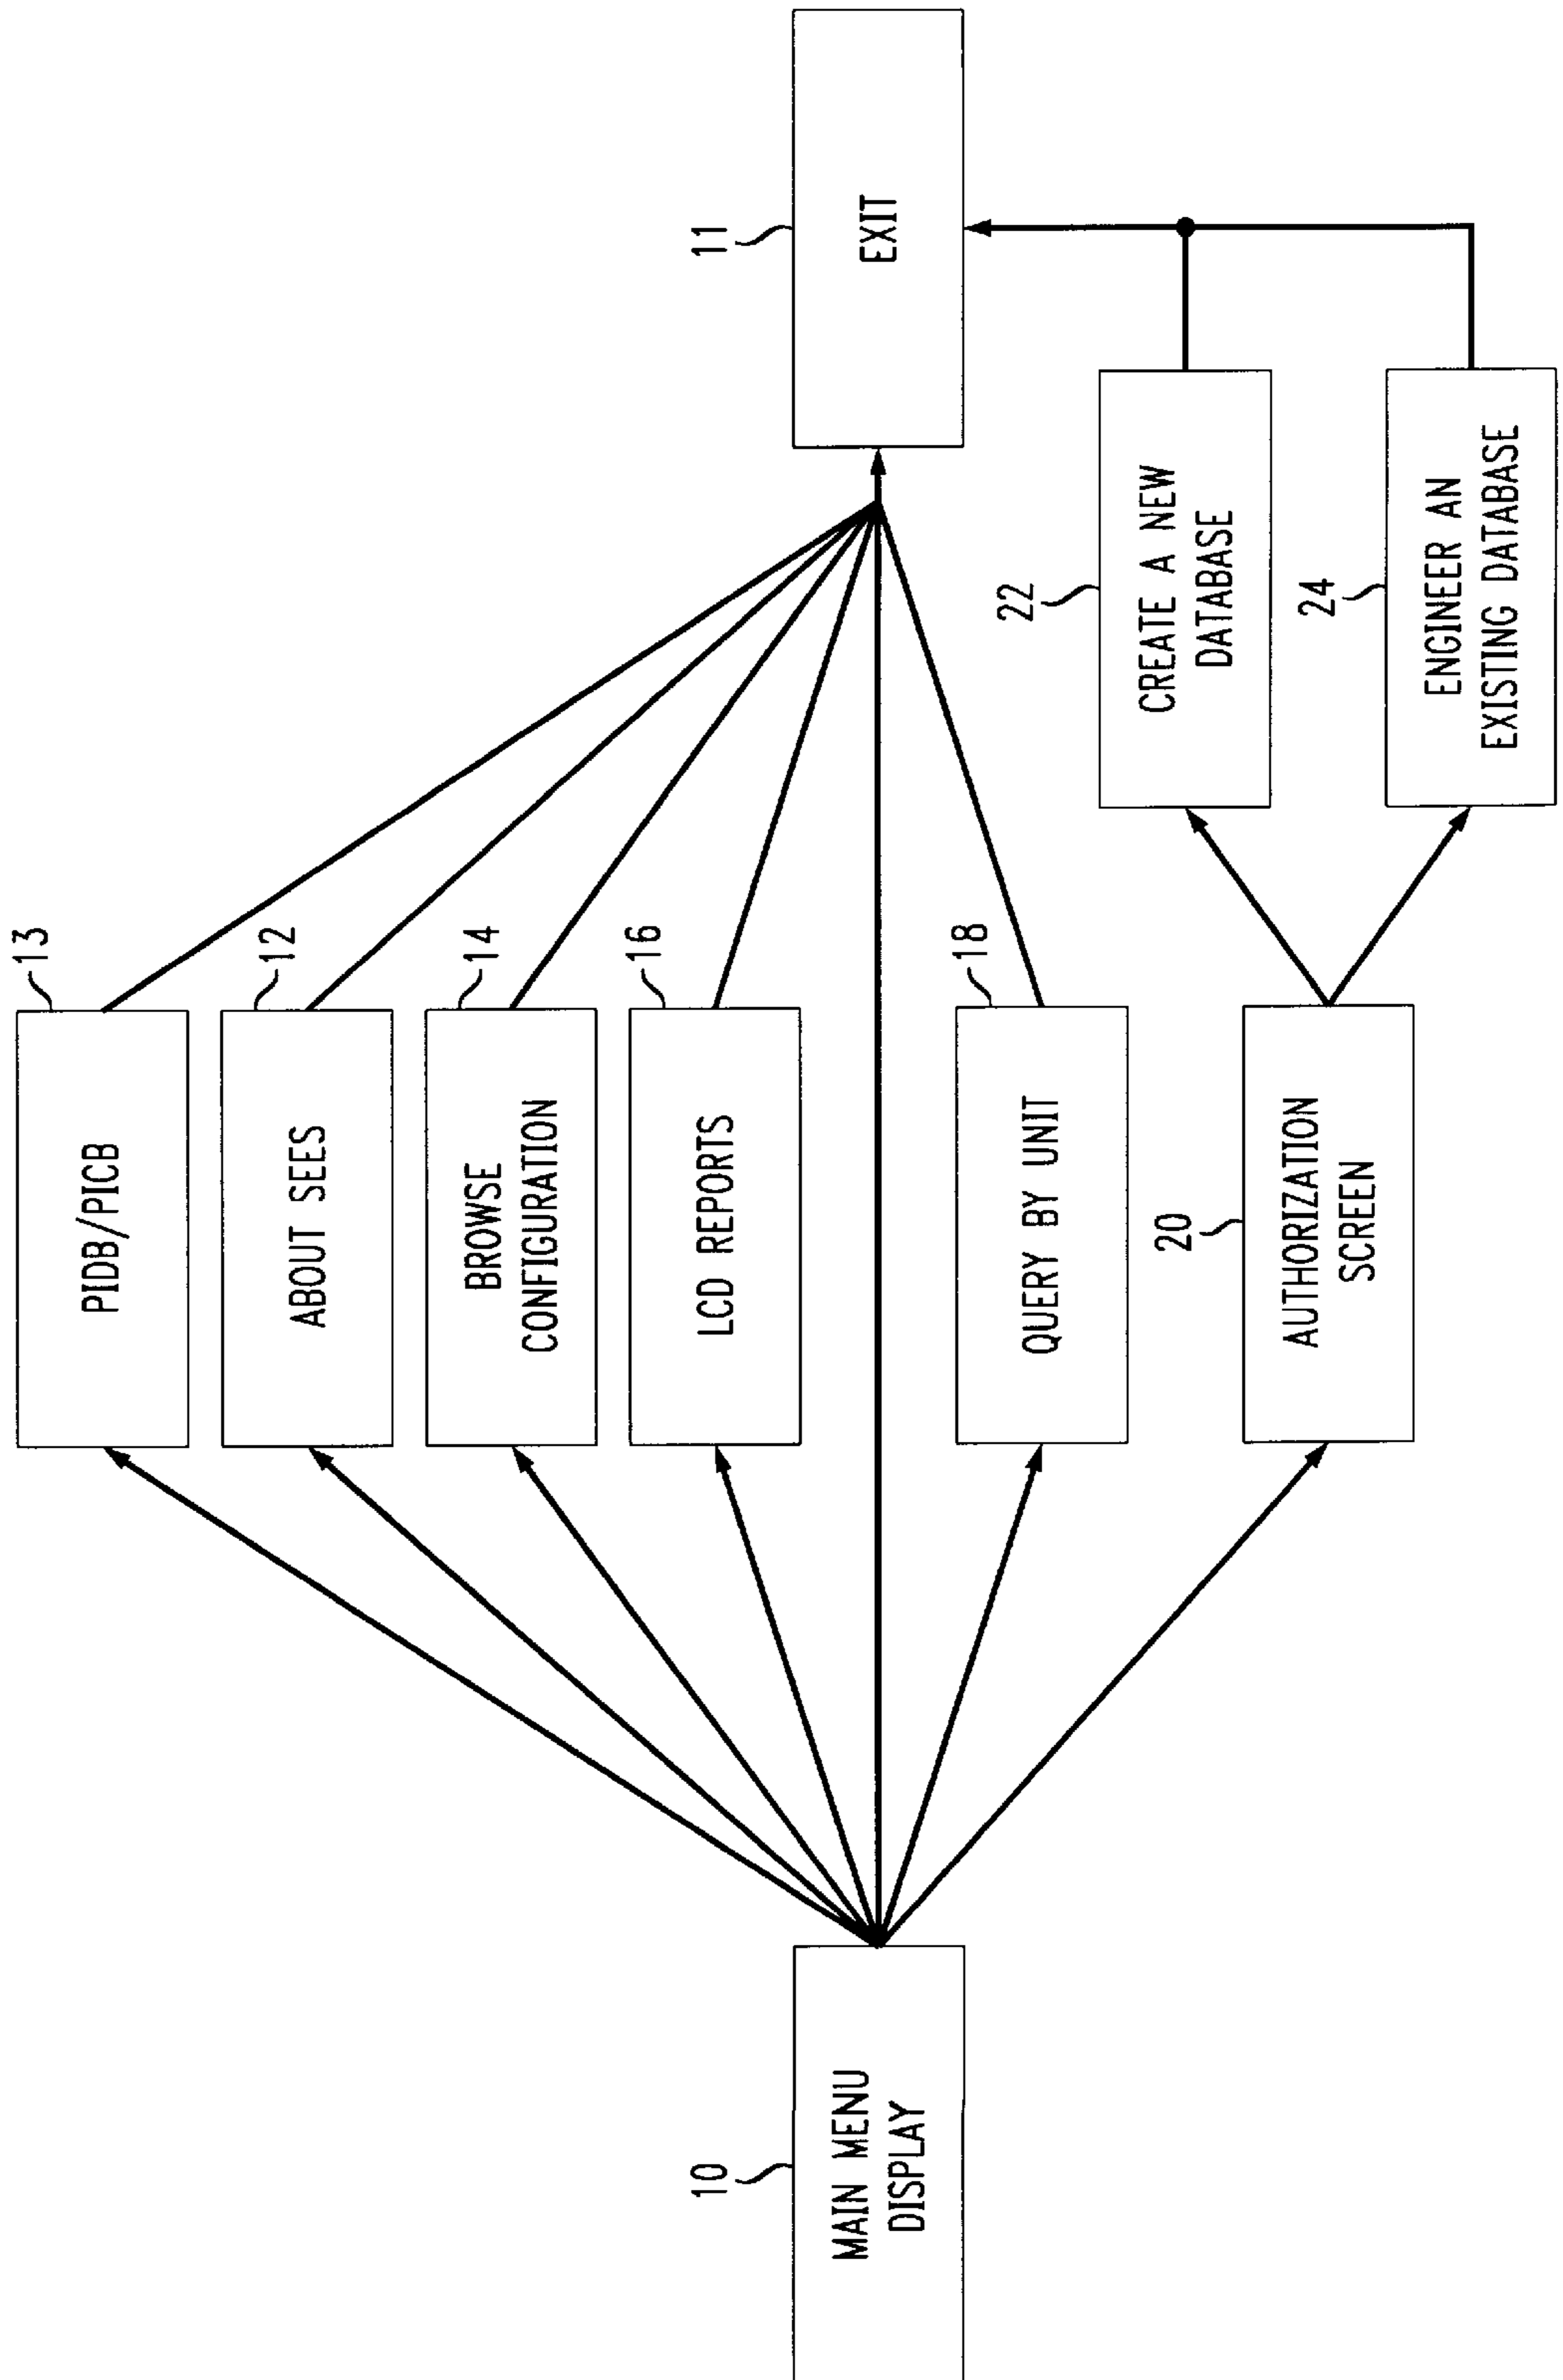 10
MAIN MENU
DISPLAY
13
PIDB/PICB
12
ABOUT SEES
14
BROWSE
CONFIGURATION
16
LCD REPORTS
18
QUERY BY UNIT
20
AUTHORIZATION
SCREEN
11
EXIT
22
CREATE A NEW
DATABASE
24
ENGINEER AN
EXISTING DATABASE